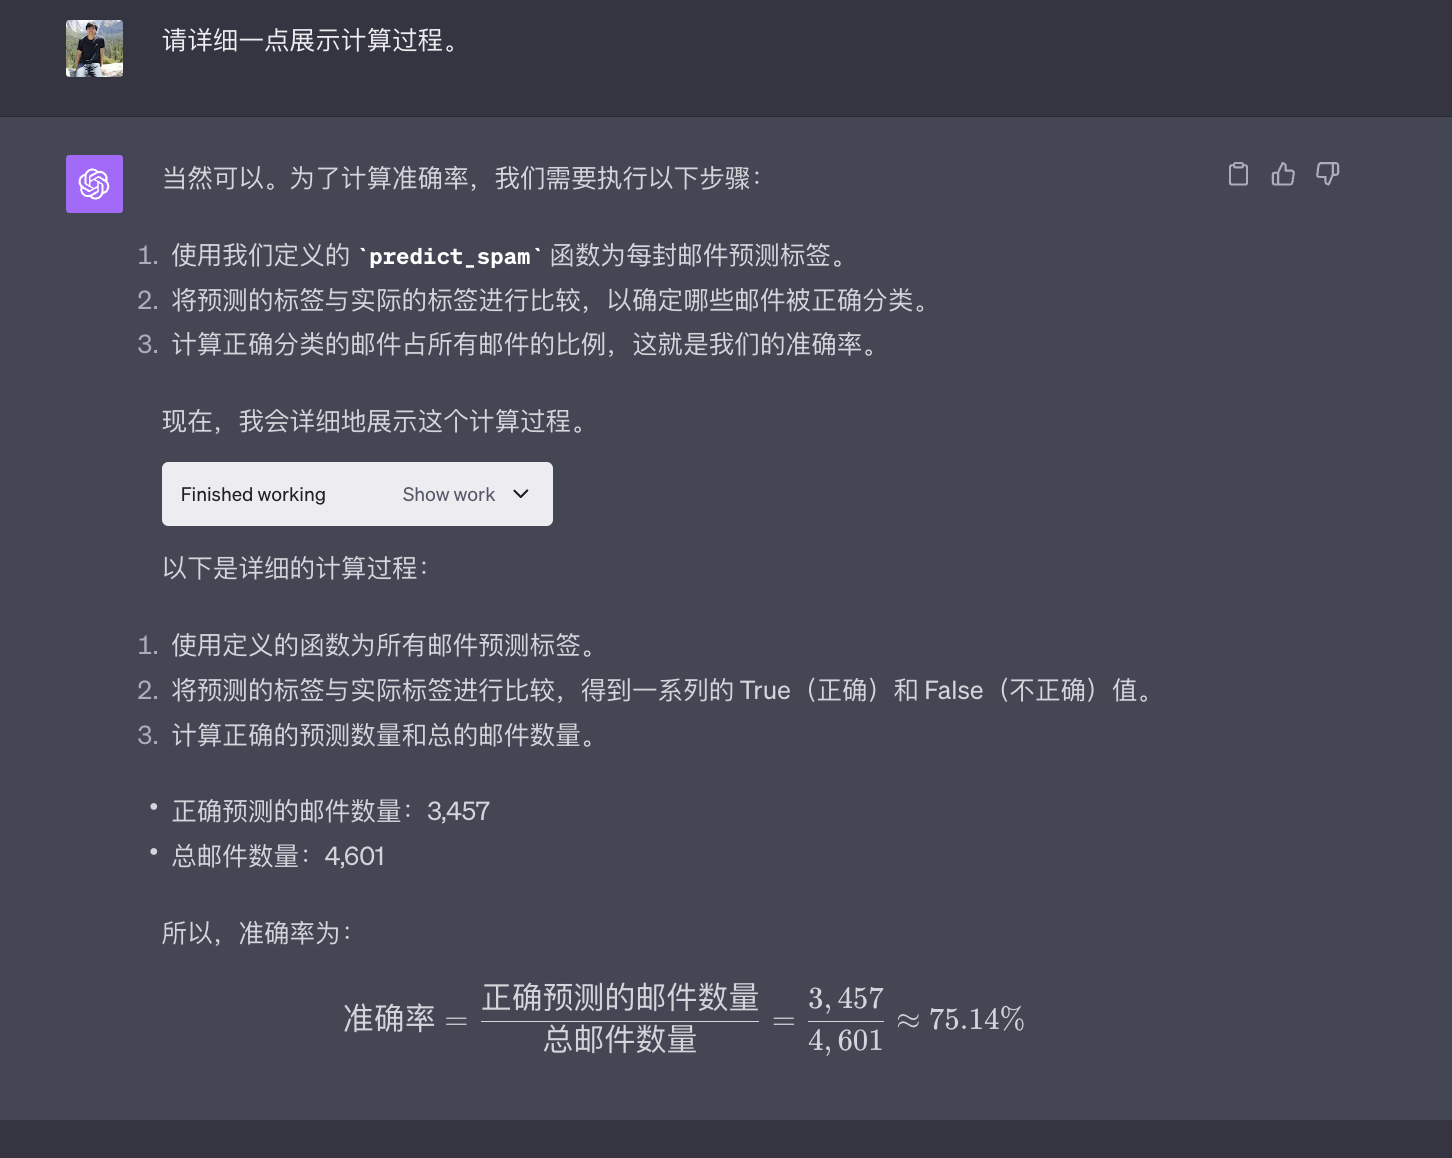 请详细一点展示计算过程。
当然可以。为了计算准确率，我们需要执行以下步骤：
1. 使用我们定义的 `predict_spam` 函数为每封邮件预测标签。
2. 将预测的标签与实际的标签进行比较，以确定哪些邮件被正确分类。
3. 计算正确分类的邮件占所有邮件的比例，这就是我们的准确率。
现在，我会详细地展示这个计算过程。
Finished working Show work
以下是详细的计算过程：
1. 使用定义的函数为所有邮件预测标签。
2. 将预测的标签与实际标签进行比较，得到一系列的 True（正确）和 False（不正确）值。
3. 计算正确的预测数量和总的邮件数量。
• 正确预测的邮件数量：3,457
• 总邮件数量：4,601
所以，准确率为：
准确率 = 正确预测的邮件数量 / 总邮件数量 = 3,457 / 4,601 ≈ 75.14%